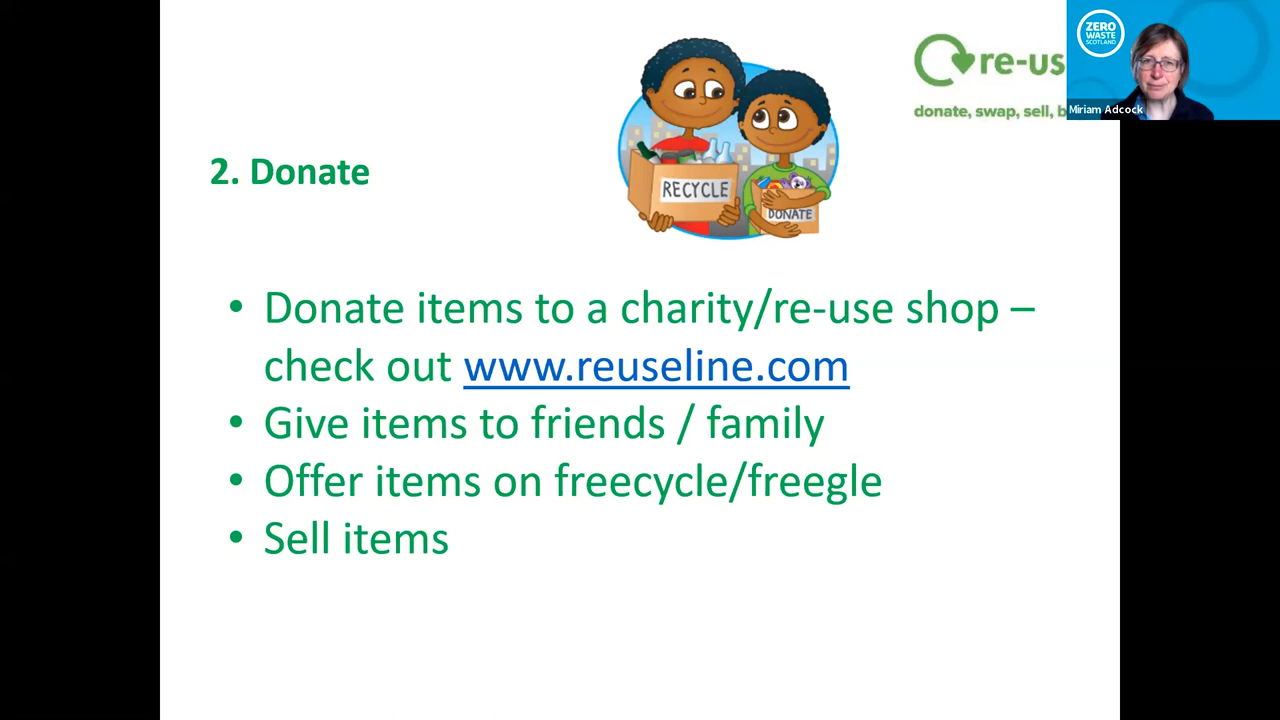 ZERO
WASTE
SCOTLAND
re-us
Miriam Adcock
donate, swap, sell, b
2. Donate
RECYCLE
DONATE
• Donate items to a charity/re-use shop –
check out www.reuseline.com
• Give items to friends / family
• Offer items on freecycle/freegle
• Sell items